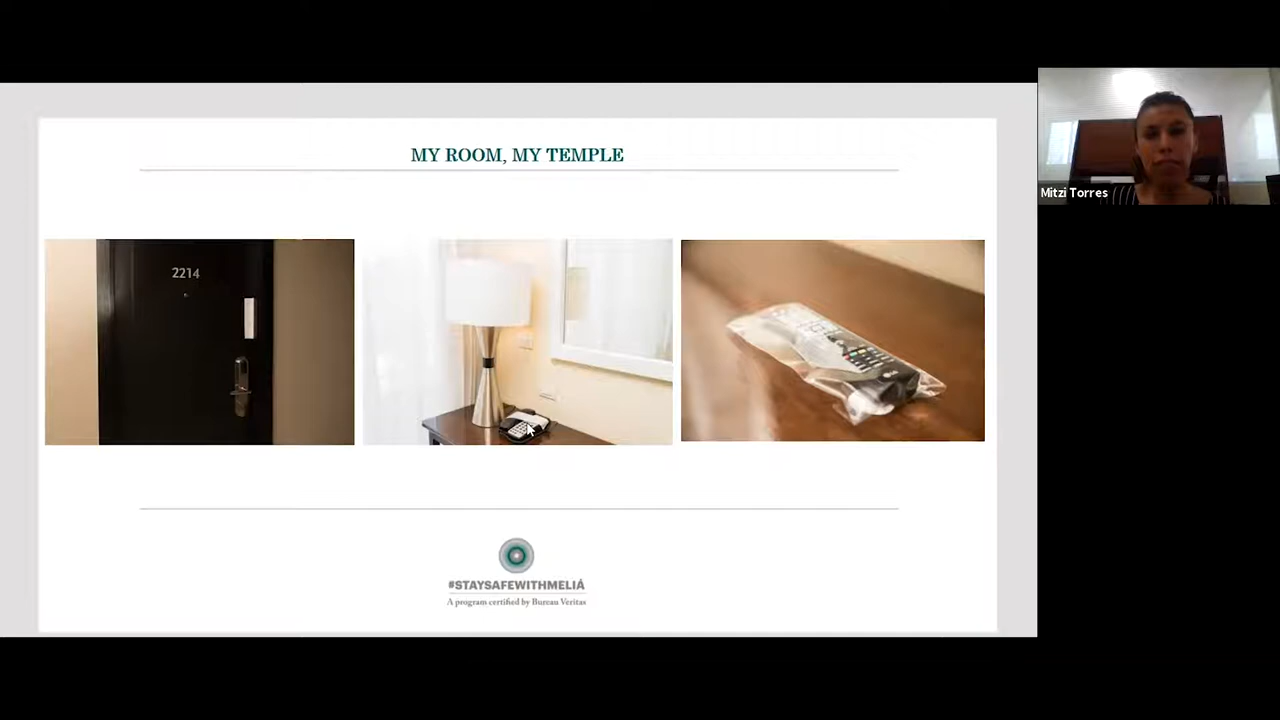 MY ROOM, MY TEMPLE
2214
#STAYSAFEWITHMELIÁ
A program certified by Bureau Veritas
Mitzi Torres